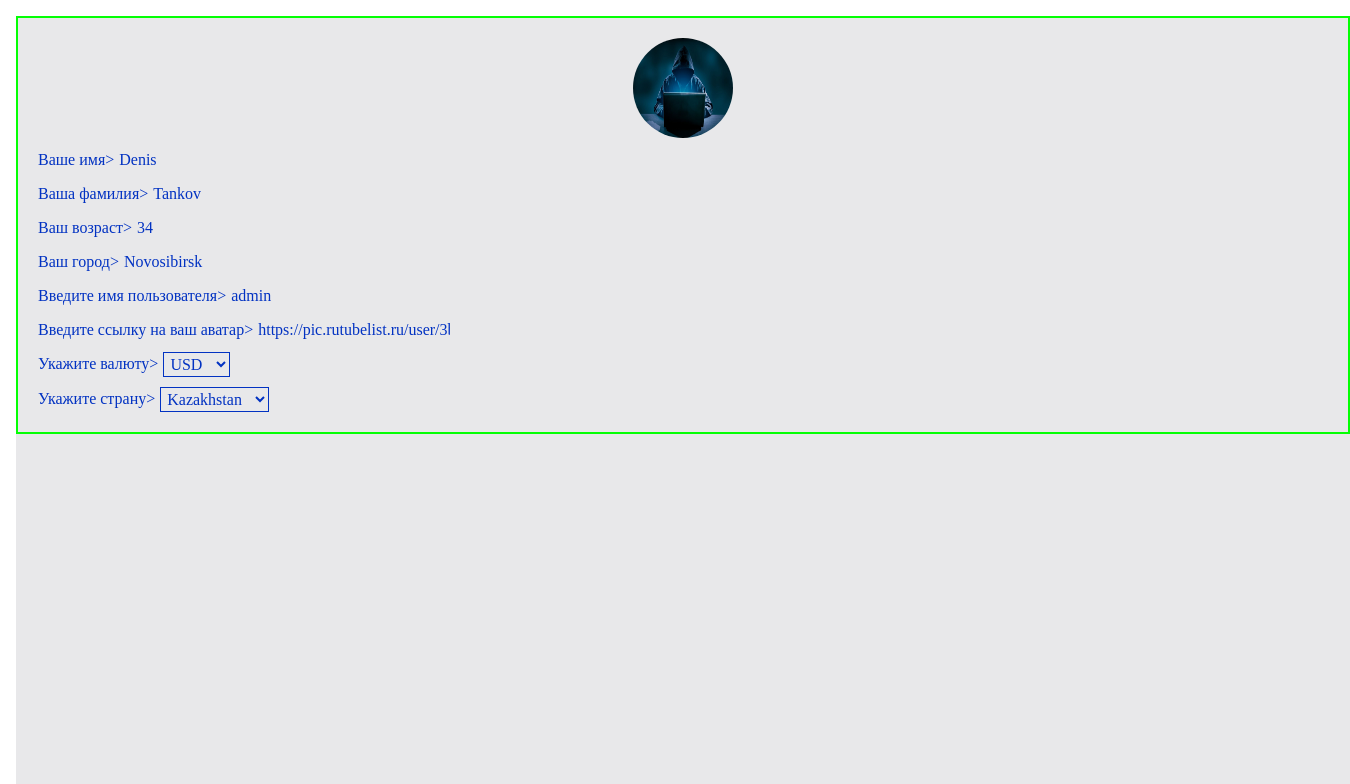 Ваше имя> Denis
Ваша фамилия> Tankov
Ваш возраст> 34
Ваш город> Novosibirsk
Введите имя пользователя> admin
Введите ссылку на ваш аватар> https://pic.rutubelist.ru/user/3
Укажите валюту> USD
Укажите страну> Kazakhstan